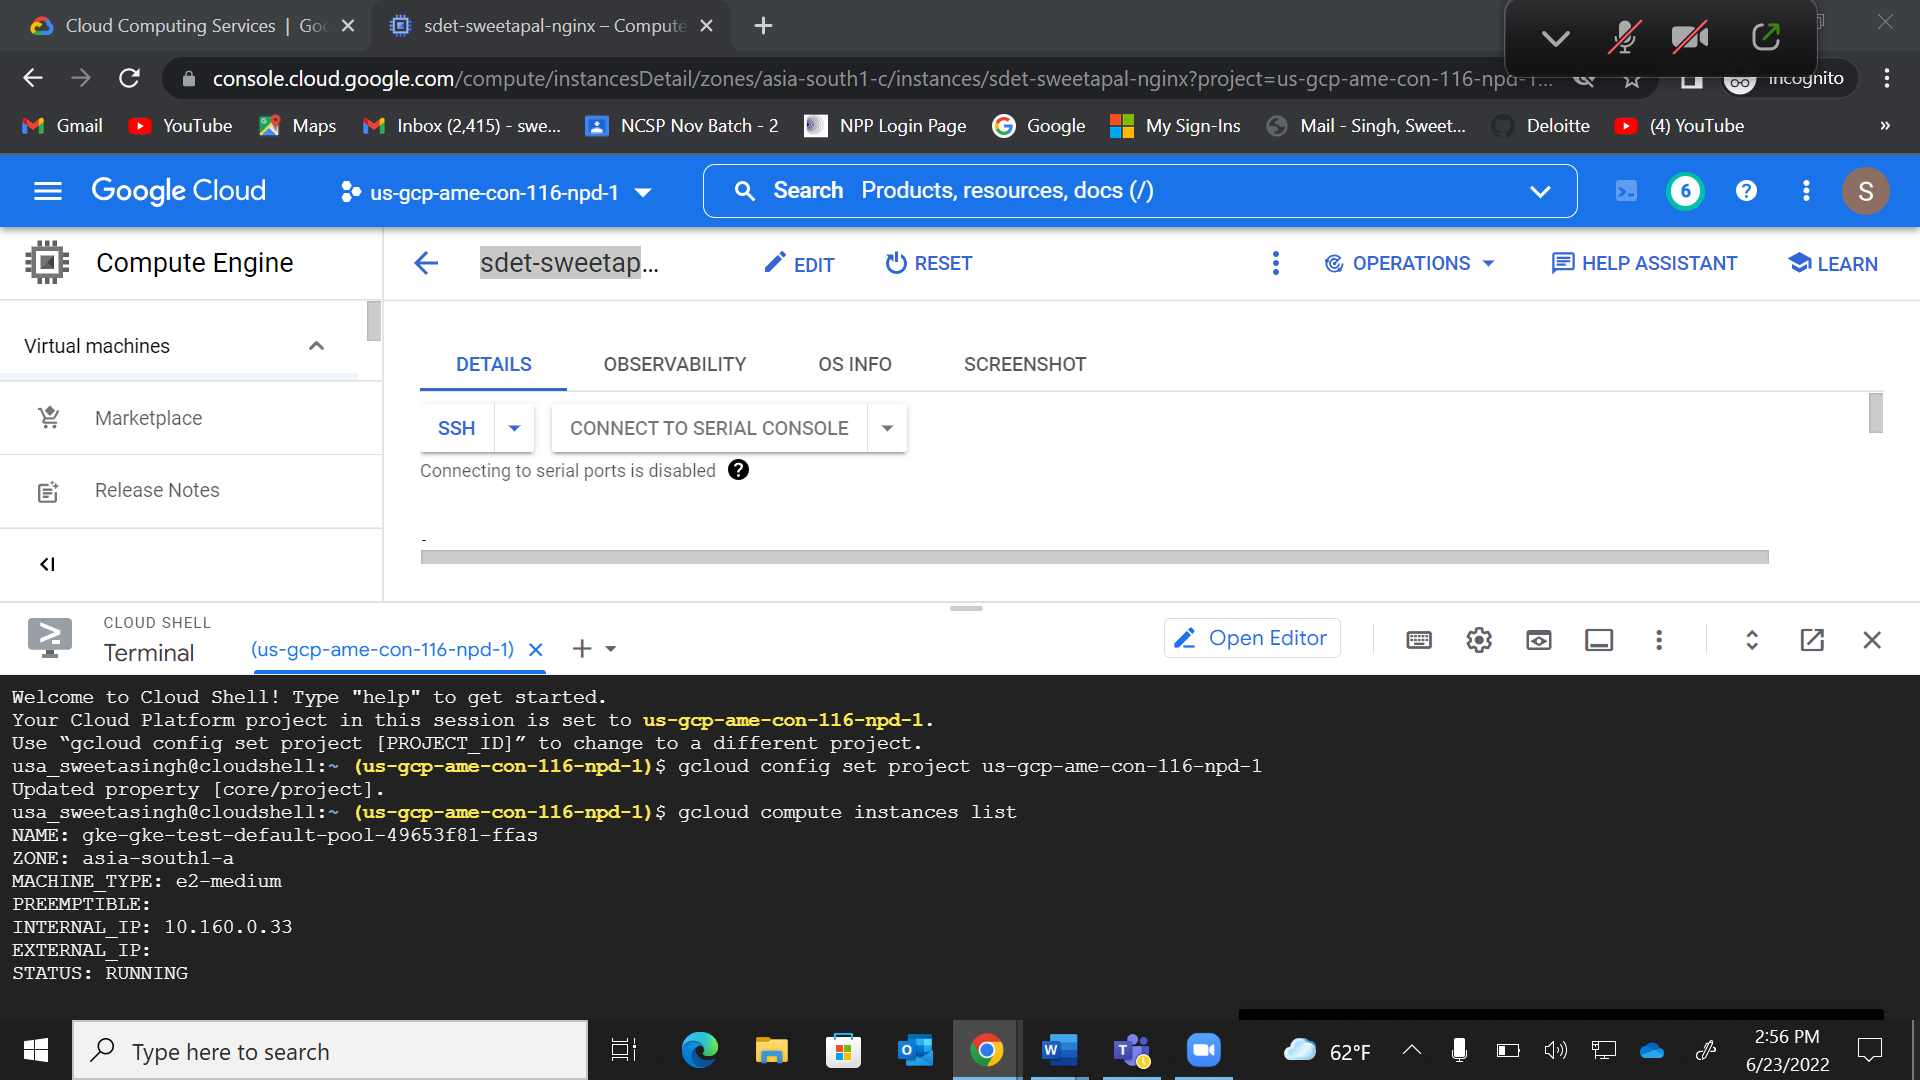 Cloud Computing Services | Goo
sdet-sweetapal-nginx – Compute
console.cloud.google.com/compute/instancesDetail/zones/asia-south1-c/instances/sdet-sweetapal-nginx?project=us-gcp-ame-con-116-npd-1...
Incognito
Gmail
YouTube
Maps
Inbox (2,415) - swe...
NCSP Nov Batch - 2
NPP Login Page
Google
My Sign-Ins
Mail - Singh, Sweet...
Deloitte
(4) YouTube
»
Google Cloud
us-gcp-ame-con-116-npd-1
Search Products, resources, docs (/)
6
S
Compute Engine
sdet-sweetap...
EDIT
RESET
OPERATIONS
HELP ASSISTANT
LEARN
Virtual machines
Marketplace
Release Notes
DETAILS
OBSERVABILITY
OS INFO
SCREENSHOT
SSH
CONNECT TO SERIAL CONSOLE
Connecting to serial ports is disabled
-
CLOUD SHELL
Terminal
(us-gcp-ame-con-116-npd-1)
Open Editor
Welcome to Cloud Shell! Type "help" to get started.
Your Cloud Platform project in this session is set to us-gcp-ame-con-116-npd-1.
Use “gcloud config set project [PROJECT_ID]” to change to a different project.
usa_sweetasingh@cloudshell:~ (us-gcp-ame-con-116-npd-1)$ gcloud config set project us-gcp-ame-con-116-npd-1
Updated property [core/project].
usa_sweetasingh@cloudshell:~ (us-gcp-ame-con-116-npd-1)$ gcloud compute instances list
NAME: gke-gke-test-default-pool-49653f81-ffas
ZONE: asia-south1-a
MACHINE_TYPE: e2-medium
PREEMPTIBLE:
INTERNAL_IP: 10.160.0.33
EXTERNAL_IP:
STATUS: RUNNING
Type here to search
62°F
2:56 PM
6/23/2022